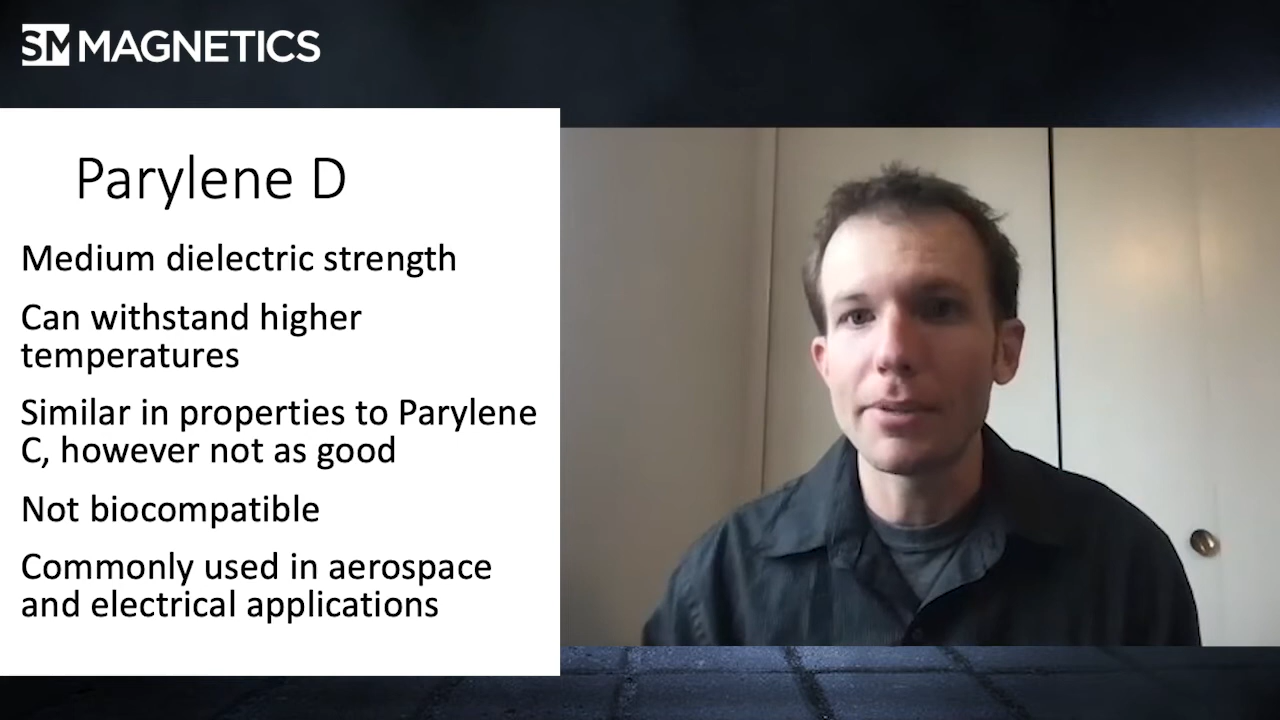 SM MAGNETICS
Parylene D
Medium dielectric strength
Can withstand higher
temperatures
Similar in properties to Parylene
C, however not as good
Not biocompatible
Commonly used in aerospace
and electrical applications